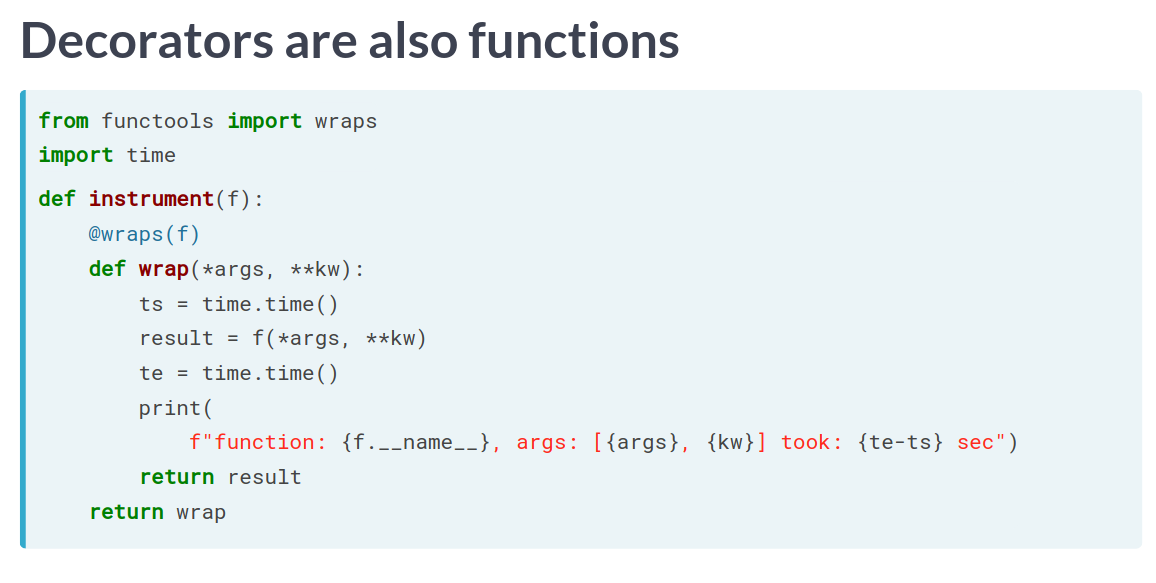 Decorators are also functions
from functools import wraps
import time
def instrument(f):
    @wraps(f)
    def wrap(*args, **kw):
        ts = time.time()
        result = f(*args, **kw)
        te = time.time()
        print(
            f"function: {f.__name__}, args: [{args}, {kw}] took: {te-ts} sec")
        return result
    return wrap